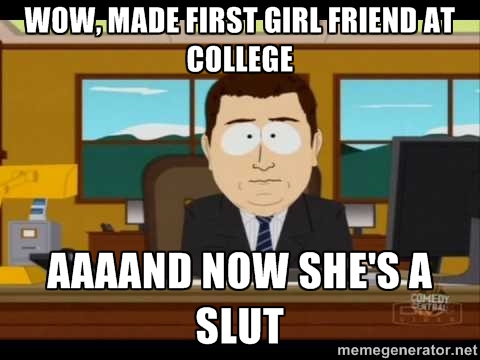 WOW, MADE FIRST GIRL FRIEND AT
COLLEGE
AAAAND NOW SHE'S A
SLUT
COMEDY
CENTRAL
memegenerator.net